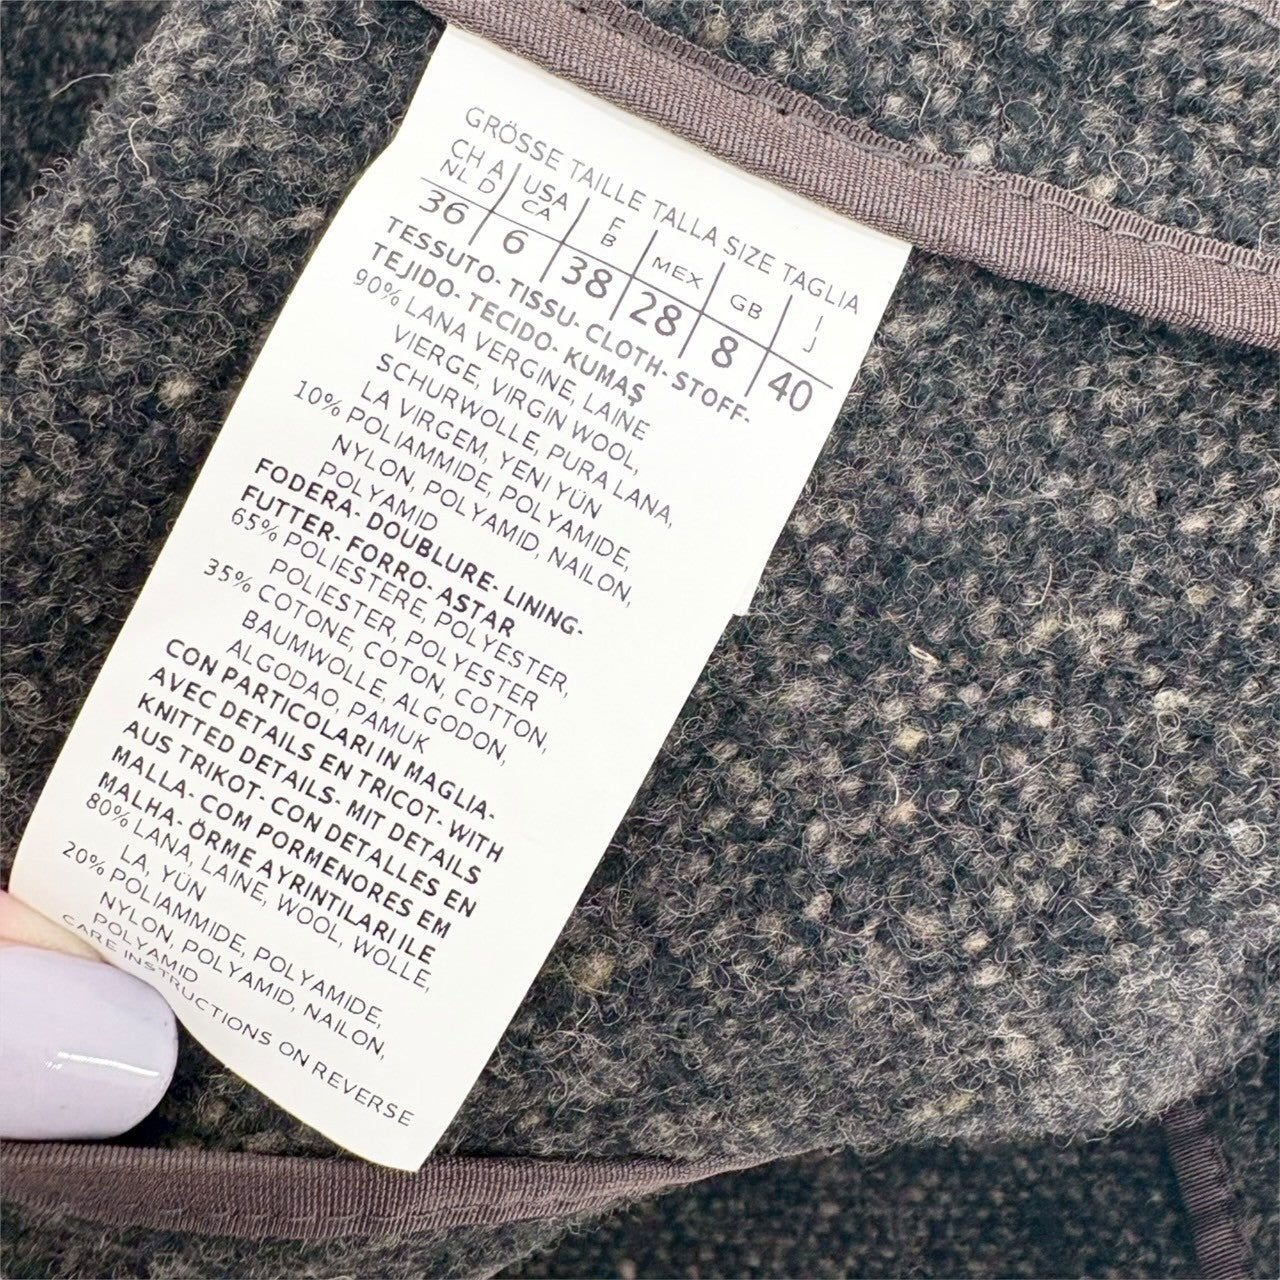 GRÖSSE TAILLE TALLA SIZE TAGLIA
CH A NL D | USA CA | F B | MEX | GB | I J
36 | 6 | 38 | 28 | 8 | 40
TESSUTO- TISSU- CLOTH- STOFF-
TEJIDO- TECIDO- KUMAŞ
90% LANA VERGINE, LAINE
VIERGE, VIRGIN WOOL,
SCHURWOLLE, PURA LANA,
LA VIRGEM, YENI YÜN
10% POLIAMMIDE, POLYAMIDE,
NYLON, POLYAMID, NAILON,
POLYAMID
FODERA- DOUBLURE- LINING-
FUTTER- FORRO- ASTAR
65% POLIESTERE, POLYESTER,
POLIESTER, POLYESTER
35% COTONE, COTON, COTTON,
BAUMWOLLE, ALGODON,
ALGODAO, PAMUK
CON PARTICOLARI IN MAGLIA-
AVEC DETAILS EN TRICOT- WITH
KNITTED DETAILS- MIT DETAILS
AUS TRIKOT- CON DETALLES EN
MALLA- COM PORMENORES EM
MALHA- ÖRME AYRINTILARI ILE
80% LANA, LAINE, WOOL, WOLLE,
LA, YÜN
20% POLIAMMIDE, POLYAMIDE,
NYLON, POLYAMID, NAILON,
POLYAMID
CARE INSTRUCTIONS ON REVERSE